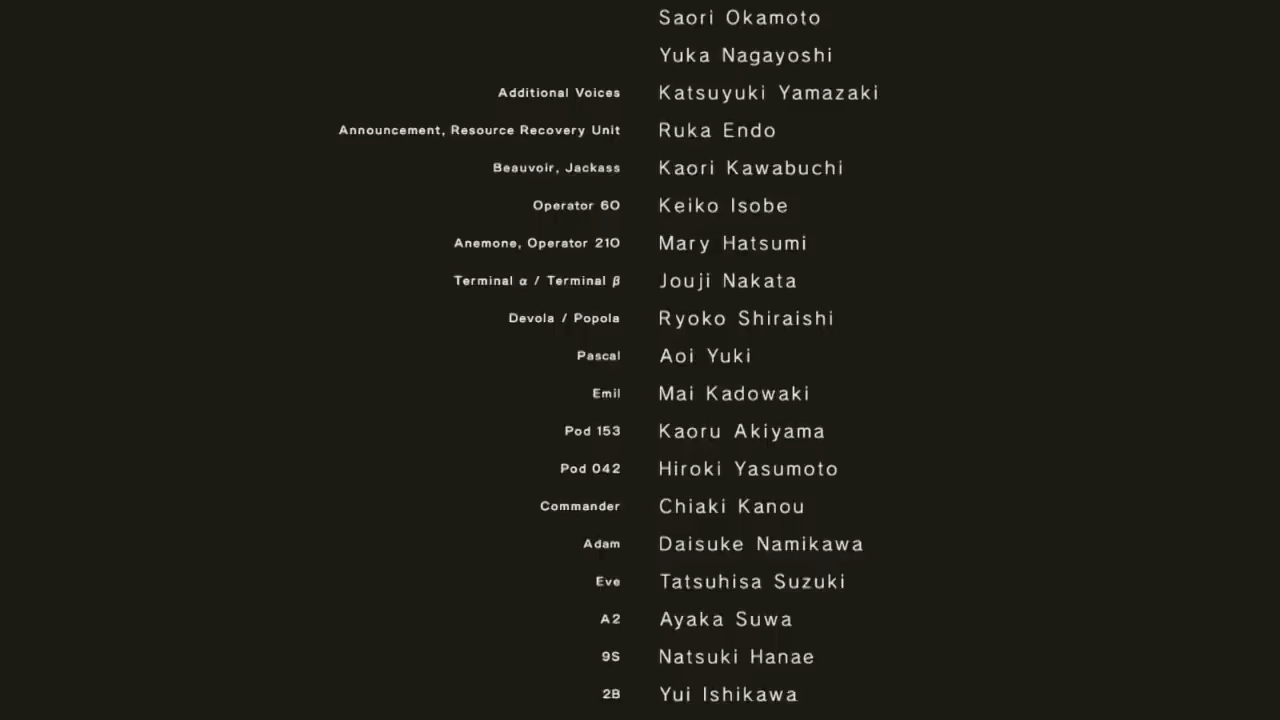 Saori Okamoto
Yuka Nagayoshi
Additional Voices Katsuyuki Yamazaki
Announcement, Resource Recovery Unit Ruka Endo
Beauvoir, Jackass Kaori Kawabuchi
Operator 6O Keiko Isobe
Anemone, Operator 21O Mary Hatsumi
Terminal α / Terminal β Jouji Nakata
Devola / Popola Ryoko Shiraishi
Pascal Aoi Yuki
Emil Mai Kadowaki
Pod 153 Kaoru Akiyama
Pod 042 Hiroki Yasumoto
Commander Chiaki Kanou
Adam Daisuke Namikawa
Eve Tatsuhisa Suzuki
A2 Ayaka Suwa
9S Natsuki Hanae
2B Yui Ishikawa